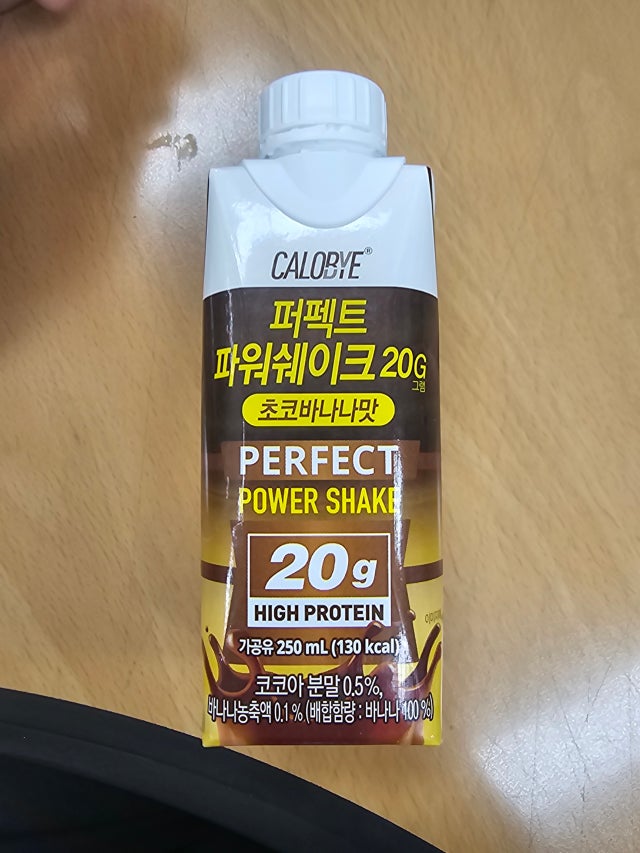 CALOBYE®
퍼펙트
파워쉐이크 20G
그램
초코바나나맛
PERFECT
POWER SHAKE
20g
HIGH PROTEIN
가공유 250 mL (130 kcal)
코코아 분말 0.5%,
바나나농축액 0.1% (배합함량 : 바나나 100%)